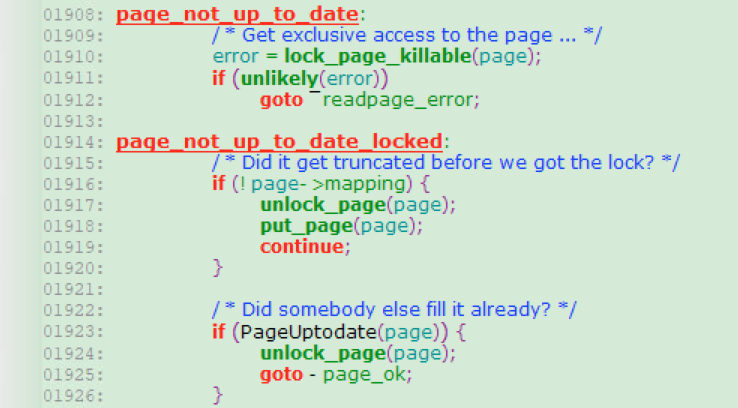 01908: page_not_up_to_date:
01909: / * Get exclusive access to the page ... */
01910: error = lock_page_killable(page);
01911: if (unlikely(error))
01912: goto readpage_error;
01913:
01914: page_not_up_to_date_locked:
01915: / * Did it get truncated before we got the lock? */
01916: if (! page- >mapping) {
01917: unlock_page(page);
01918: put_page(page);
01919: continue;
01920: }
01921:
01922: / * Did somebody else fill it already? */
01923: if (PageUptodate(page)) {
01924: unlock_page(page);
01925: goto - page_ok;
01926: }